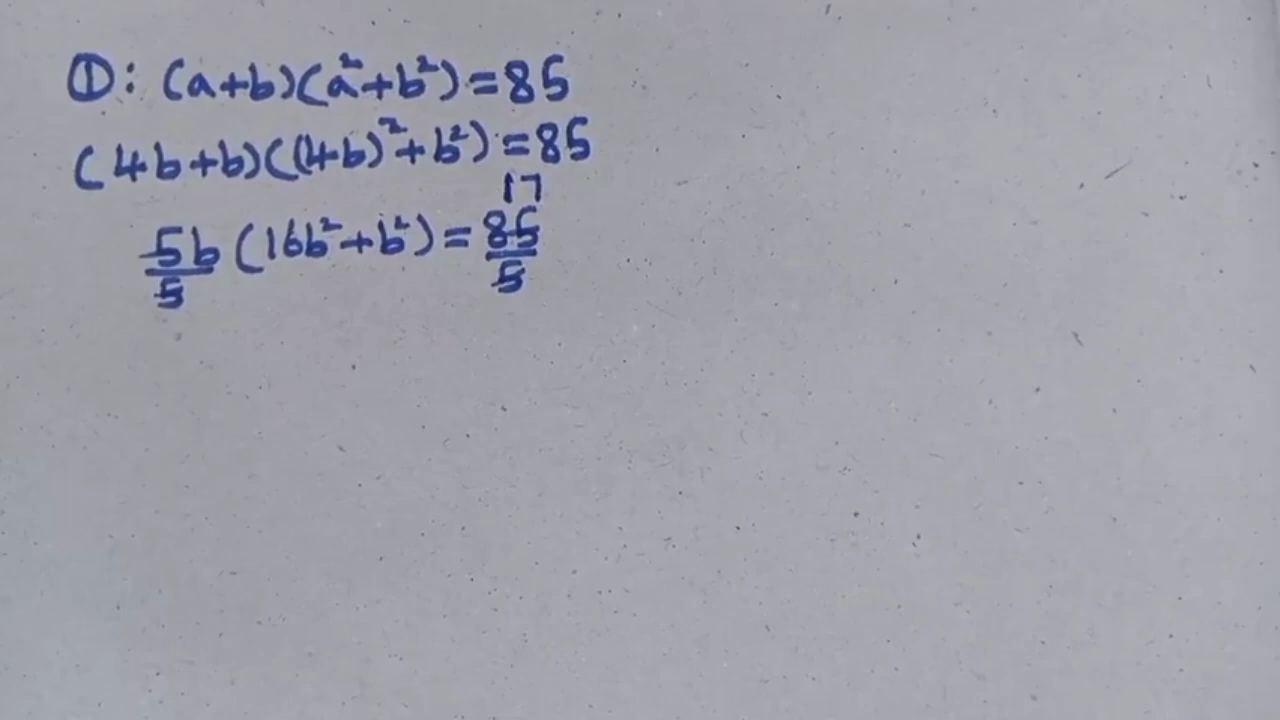 ①: (a+b)(a²+b²)=85
(4b+b)((4b)²+b²)=85
17
5b(16b²+b²)=85
5 5